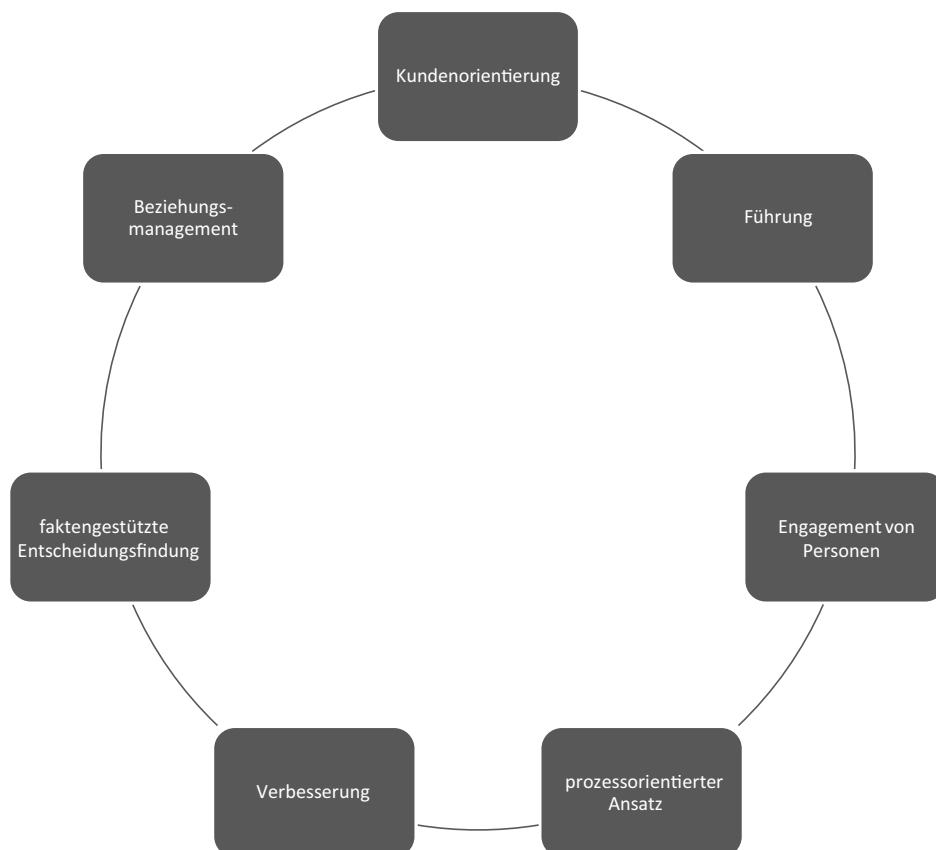 Kundenorientierung
Führung
Engagement von
Personen
prozessorientierter
Ansatz
Verbesserung
faktengestützte
Entscheidungsfindung
Beziehungs-
management